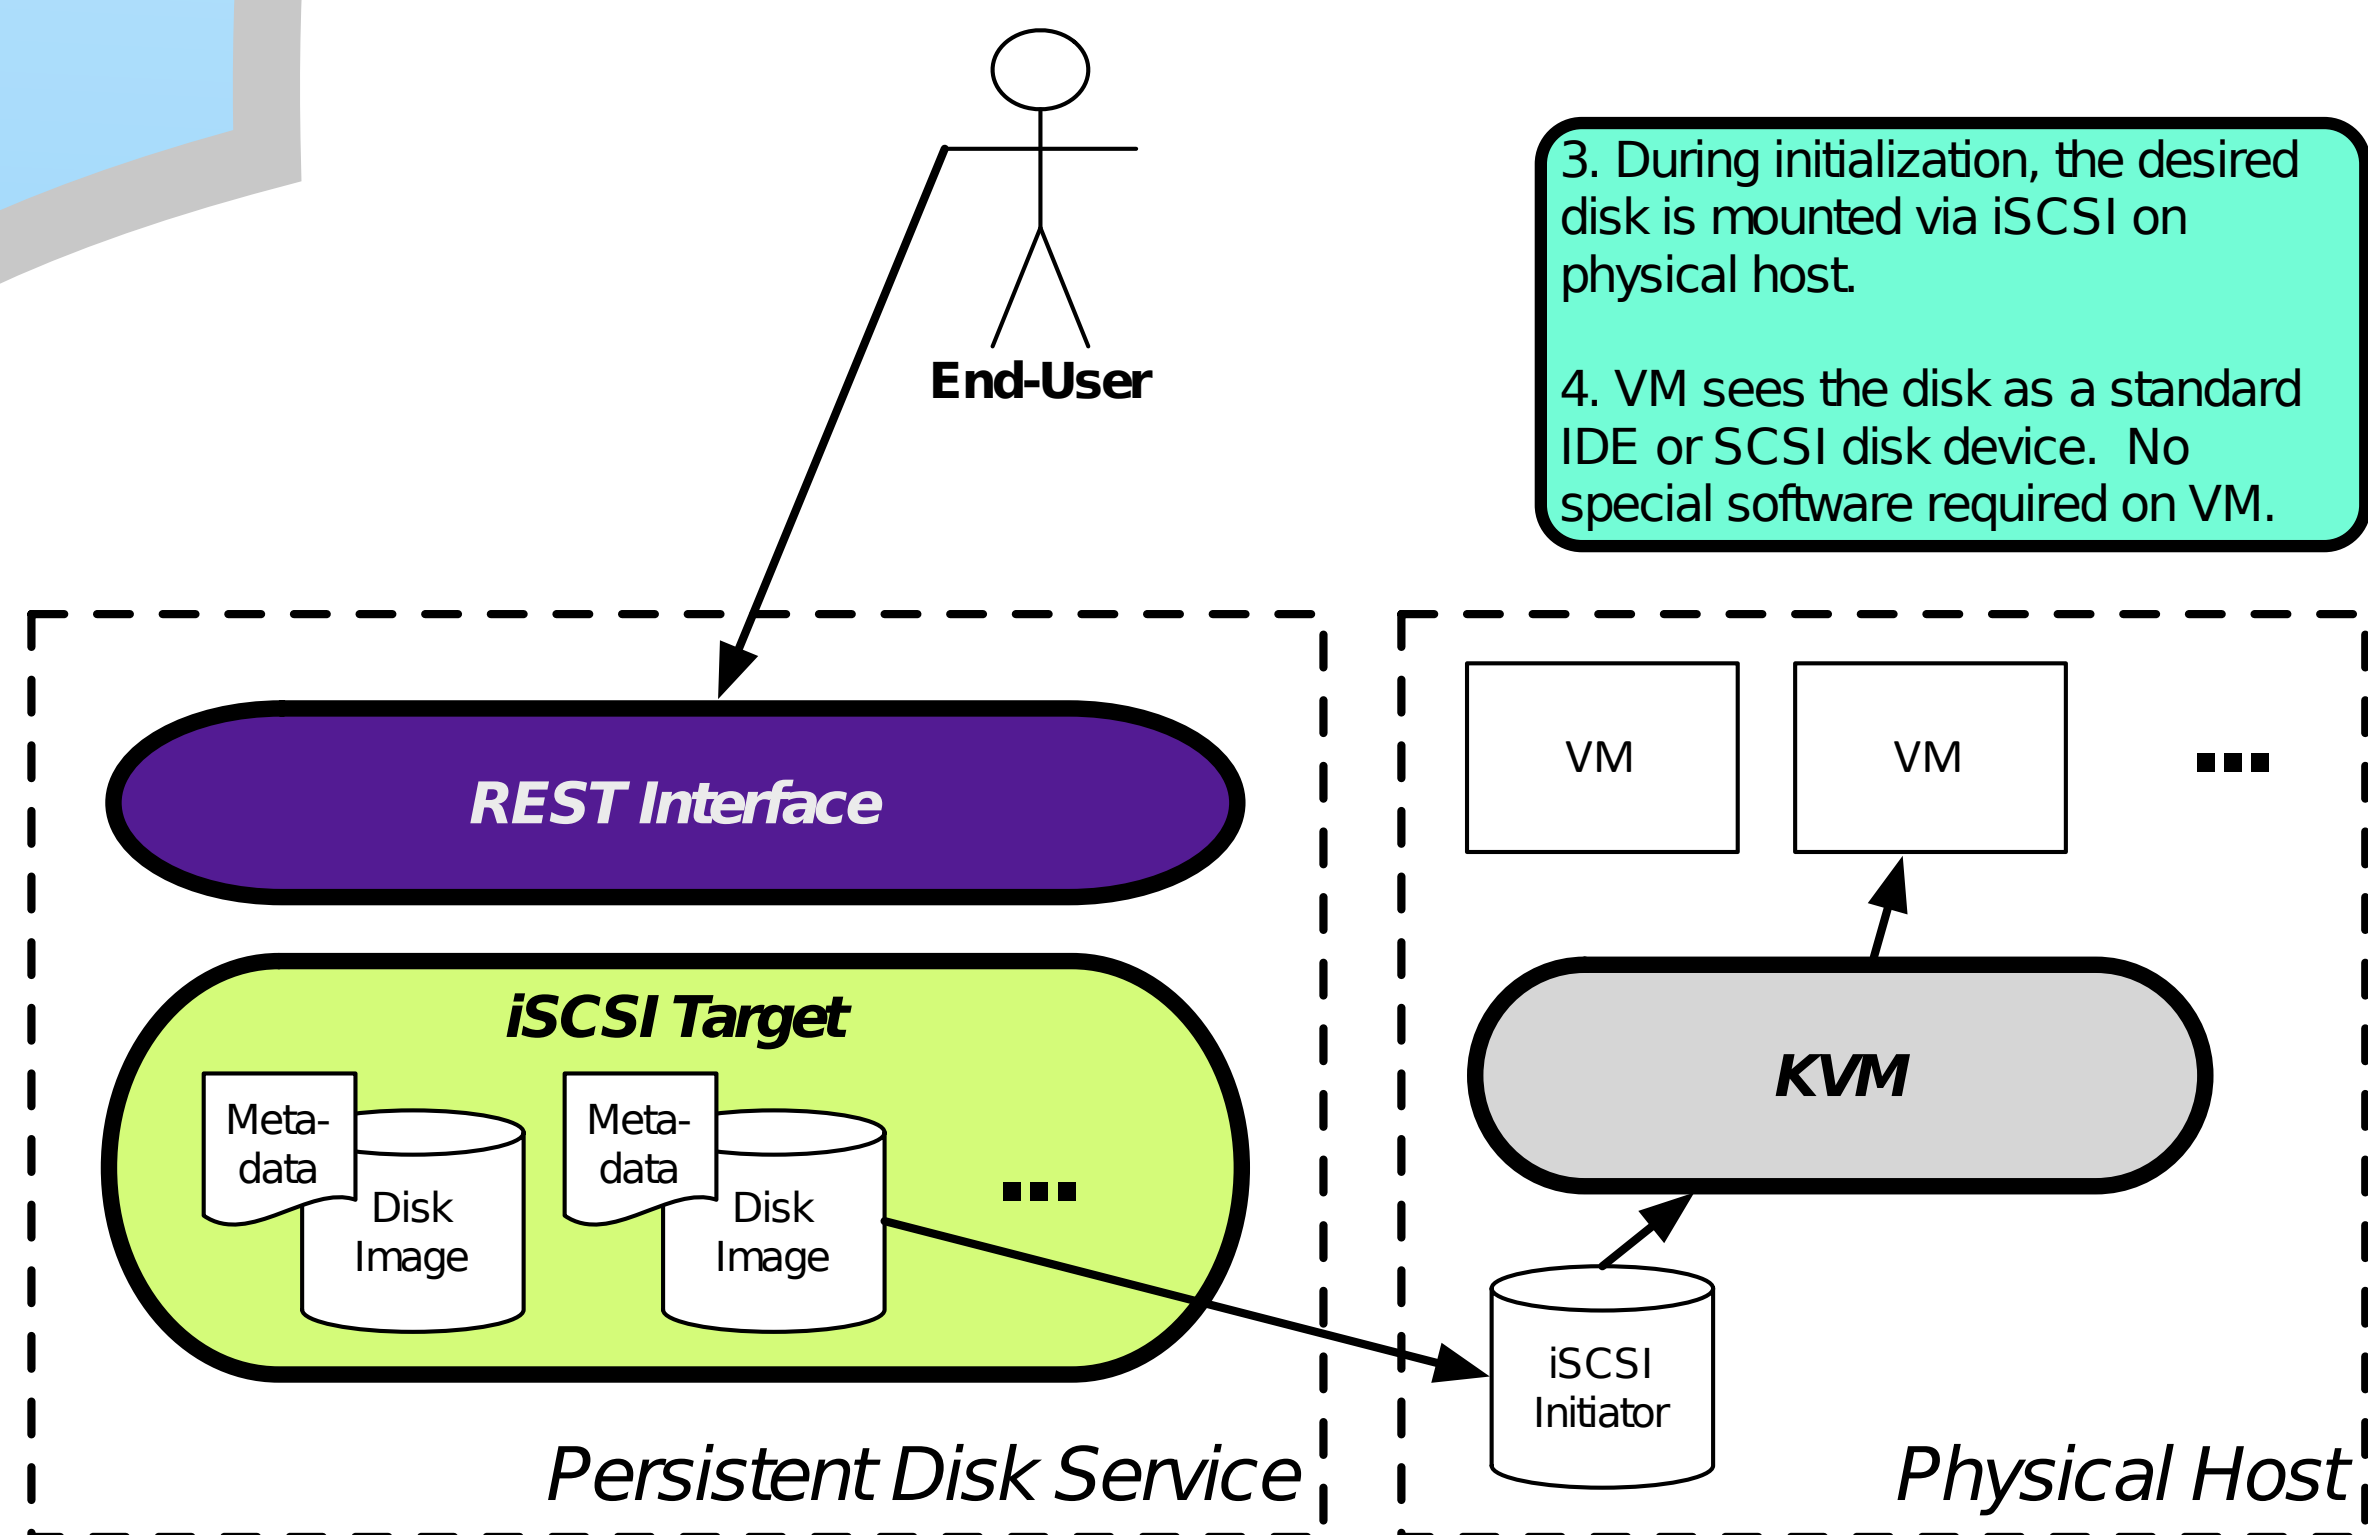 3. During initialization, the desired
disk is mounted via iSCSI on
physical host.
4. VM sees the disk as a standard
IDE or SCSI disk device.  No
special software required on VM.
End-User
REST Interface
iSCSI Target
Meta-
data
Disk
Image
Meta-
data
Disk
Image
...
Persistent Disk Service
VM
VM
...
KVM
iSCSI
Initiator
Physical Host